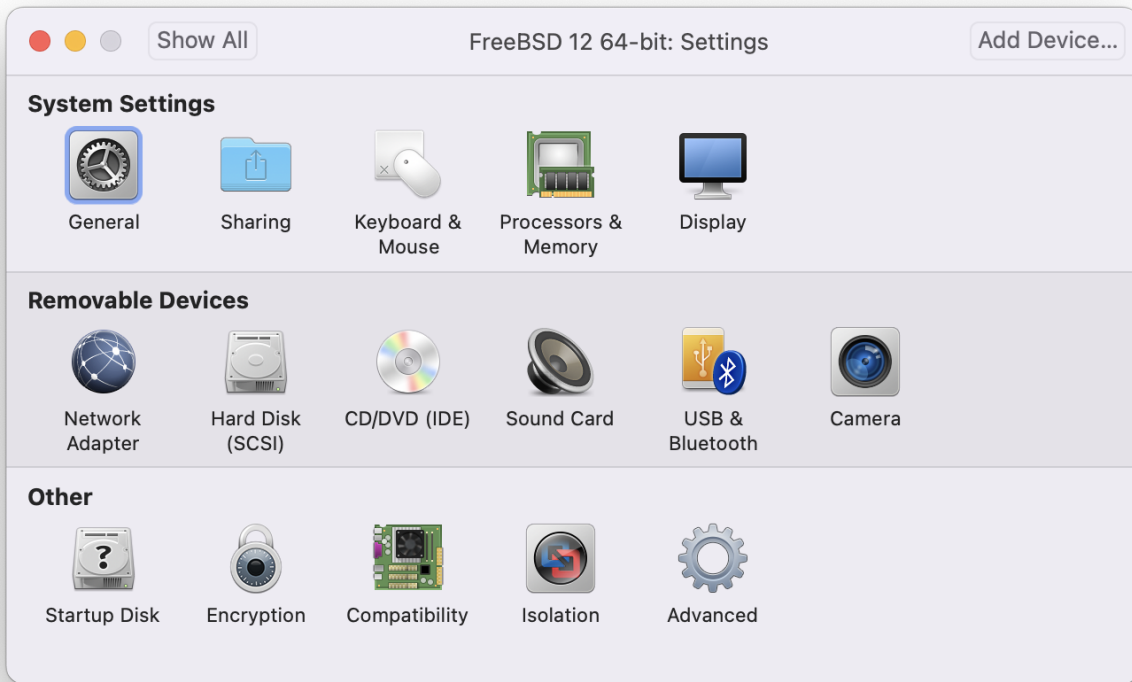 Show All
FreeBSD 12 64-bit: Settings
Add Device...
System Settings
General
Sharing
Keyboard &
Mouse
Processors &
Memory
Display
Removable Devices
Network
Adapter
Hard Disk
(SCSI)
CD/DVD (IDE)
Sound Card
USB &
Bluetooth
Camera
Other
?
Startup Disk
Encryption
Compatibility
Isolation
Advanced